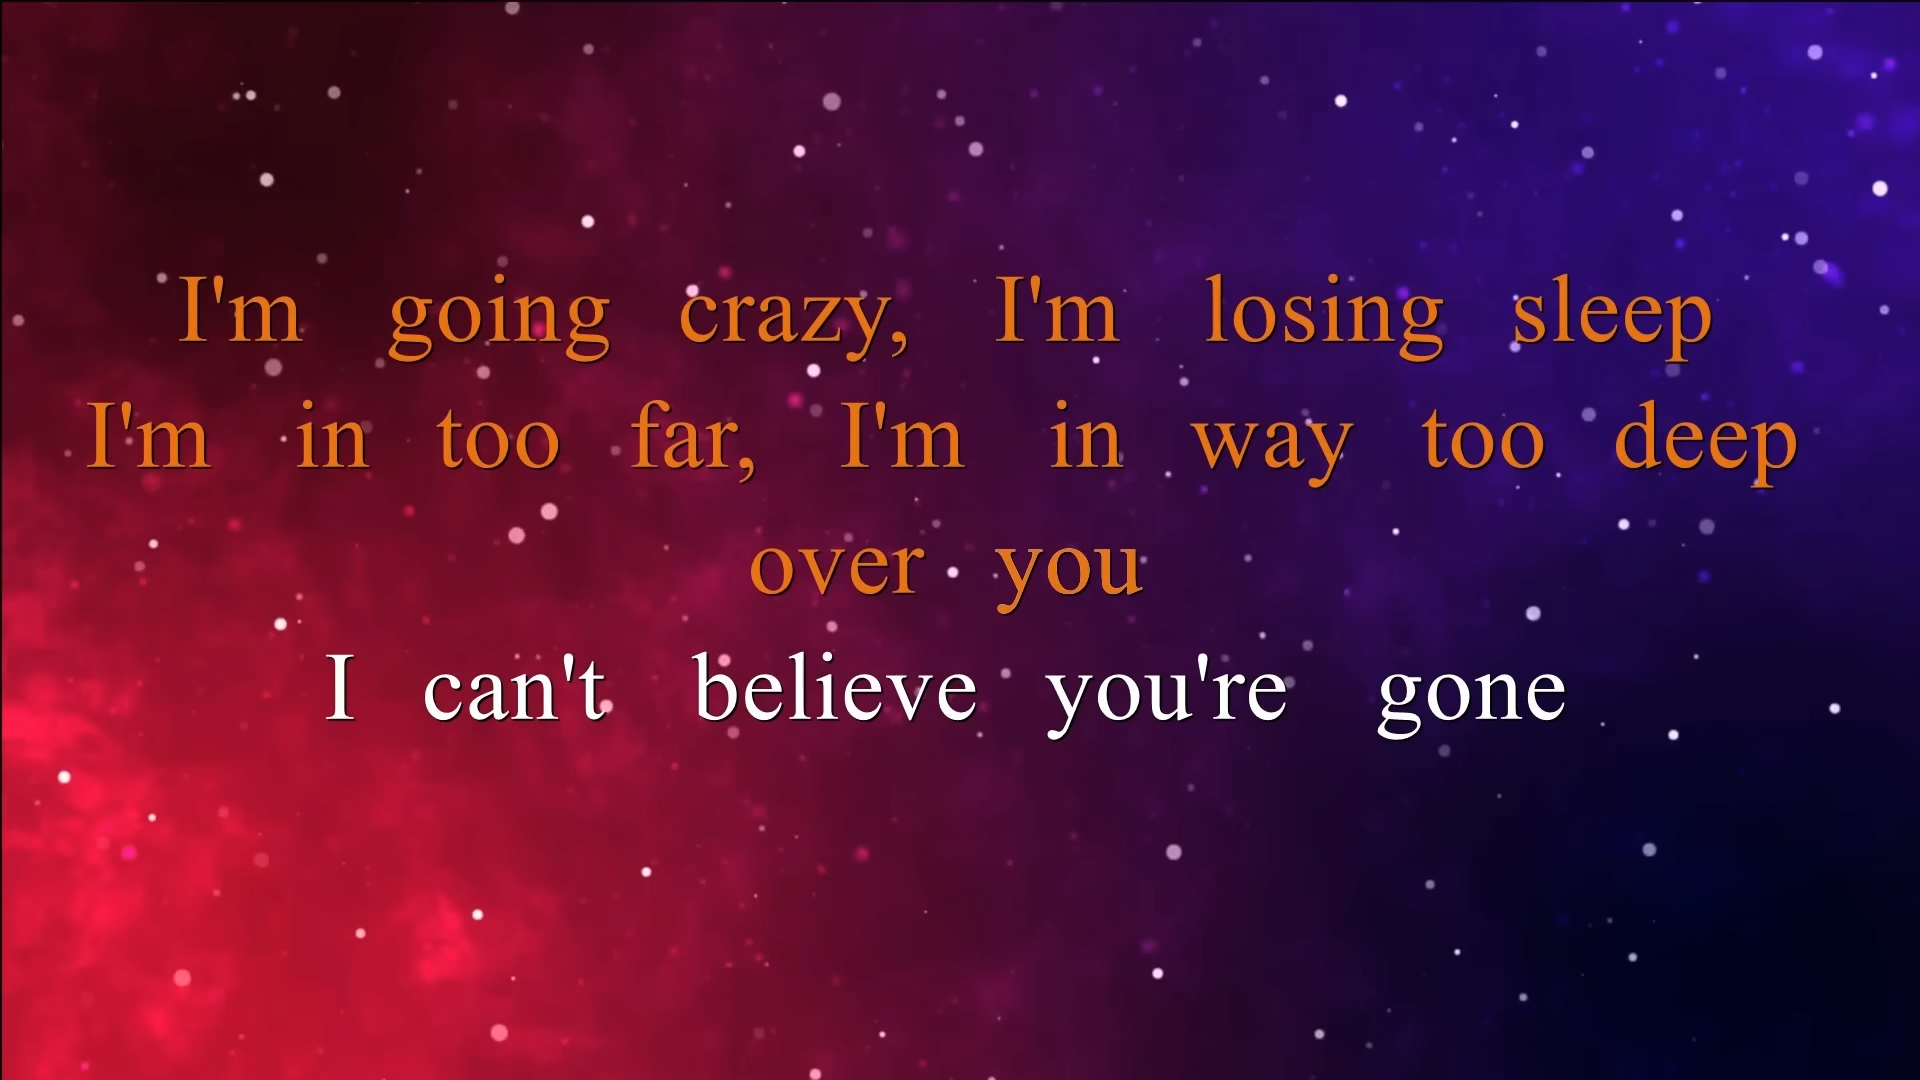 I'm going crazy, I'm losing sleep
I'm in too far, I'm in way too deep
over you
I can't believe you're gone